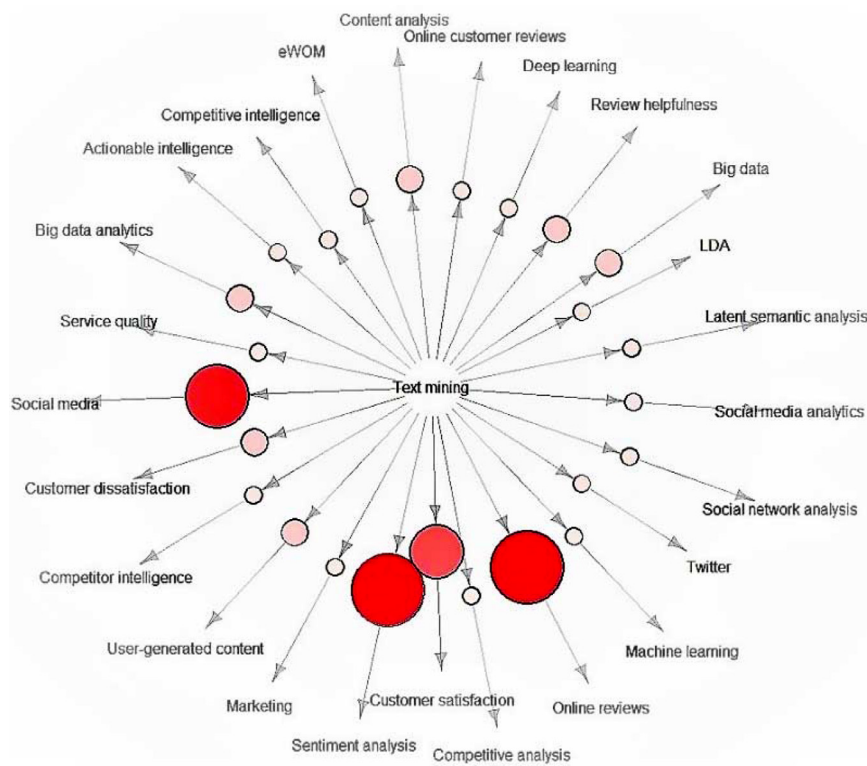 Content analysis
Online customer reviews
eWOM
Deep learning
Competitive intelligence
Review helpfulness
Actionable intelligence
Big data
Big data analytics
LDA
Service quality
Latent semantic analysis
Text mining
Social media
Social media analytics
Customer dissatisfaction
Social network analysis
Competitor intelligence
Twitter
User-generated content
Machine learning
Marketing
Customer satisfaction
Online reviews
Sentiment analysis
Competitive analysis